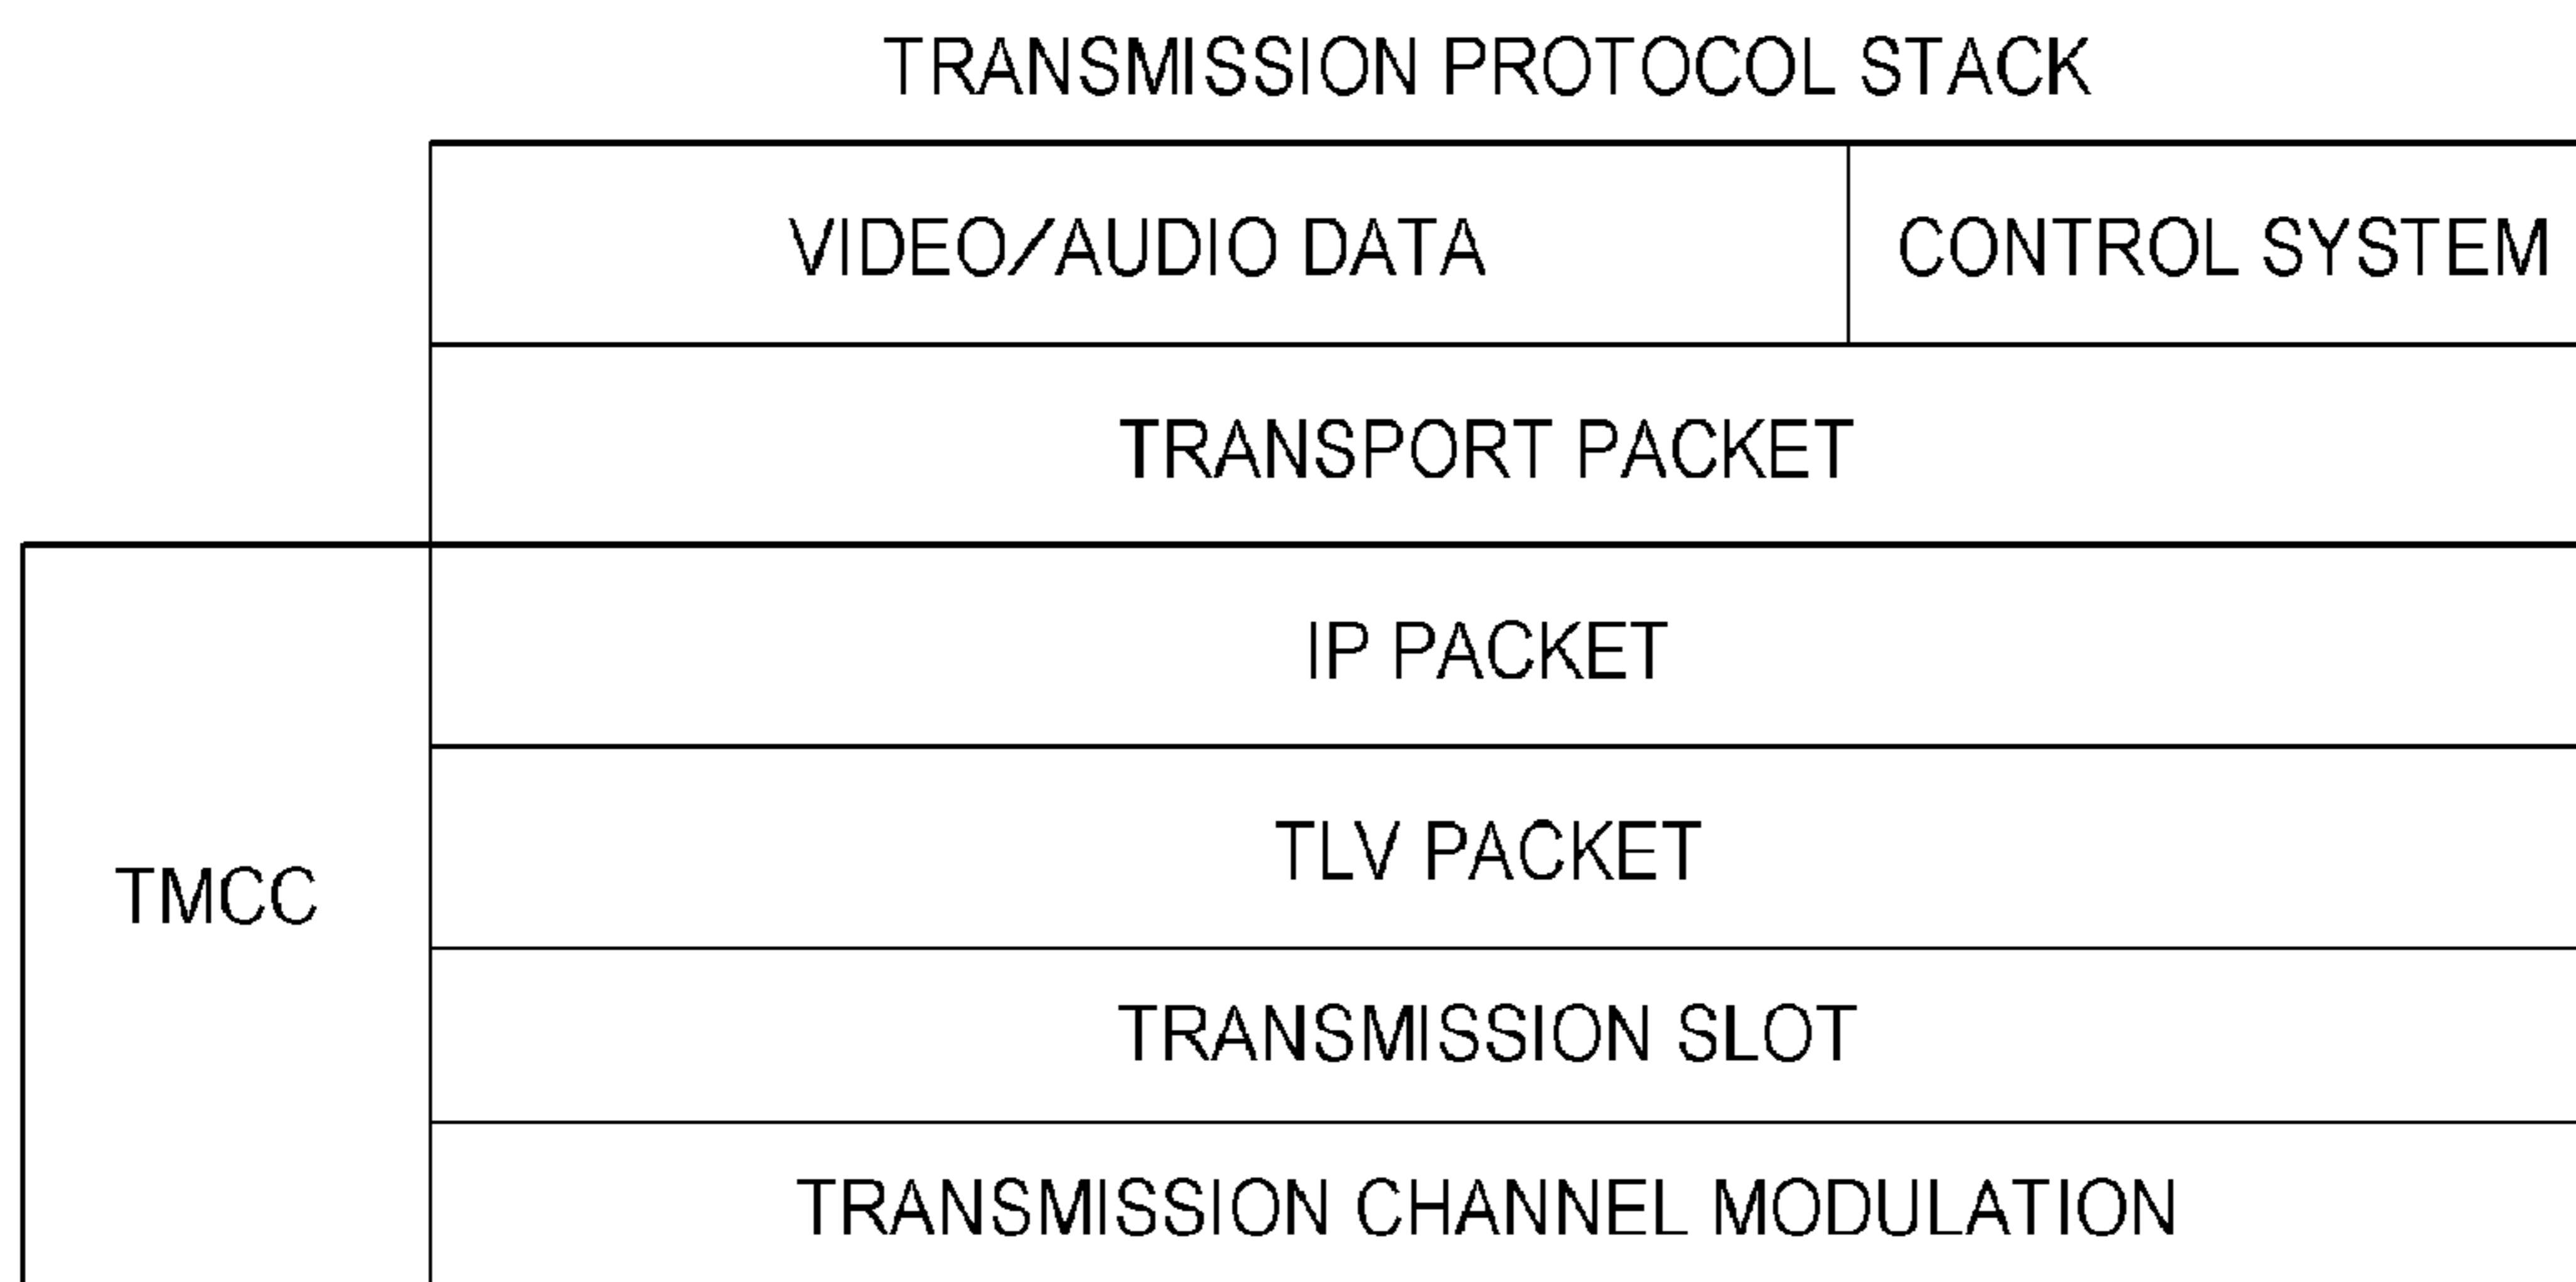 TRANSMISSION PROTOCOL STACK
VIDEO/AUDIO DATA
CONTROL SYSTEM
TRANSPORT PACKET
IP PACKET
TLV PACKET
TMCC
TRANSMISSION SLOT
TRANSMISSION CHANNEL MODULATION